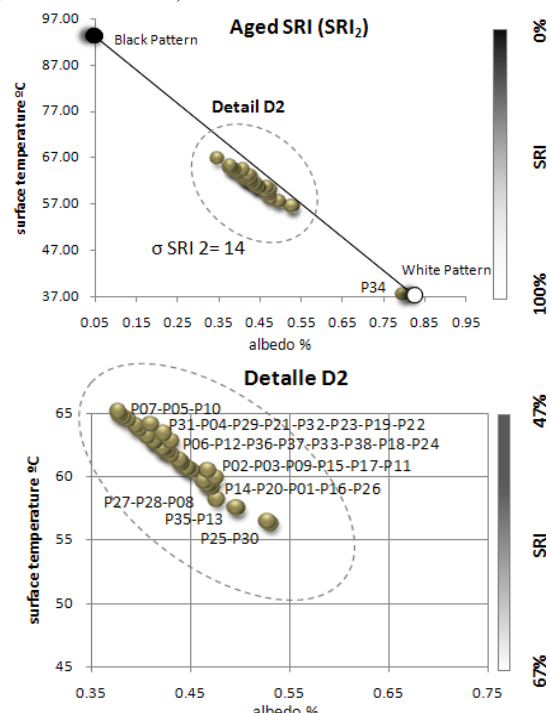 Aged SRI (SRI2)
97.00
87.00
77.00
67.00
57.00
47.00
37.00
surface temperature ºC
Black Pattern
Detail D2
σ SRI 2= 14
White Pattern
P34
0.05 0.15 0.25 0.35 0.45 0.55 0.65 0.75 0.85 0.95
albedo %
0%
SRI
100%
Detalle D2
65
60
55
50
45
surface temperature ºC
P07-P05-P10
P31-P04-P29-P21-P32-P23-P19-P22
P06-P12-P36-P37-P33-P38-P18-P24
P02-P03-P09-P15-P17-P11
P14-P20-P01-P16-P26
P27-P28-P08
P35-P13
P25-P30
0.35 0.45 0.55 0.65 0.75
albedo %
47%
SRI
67%